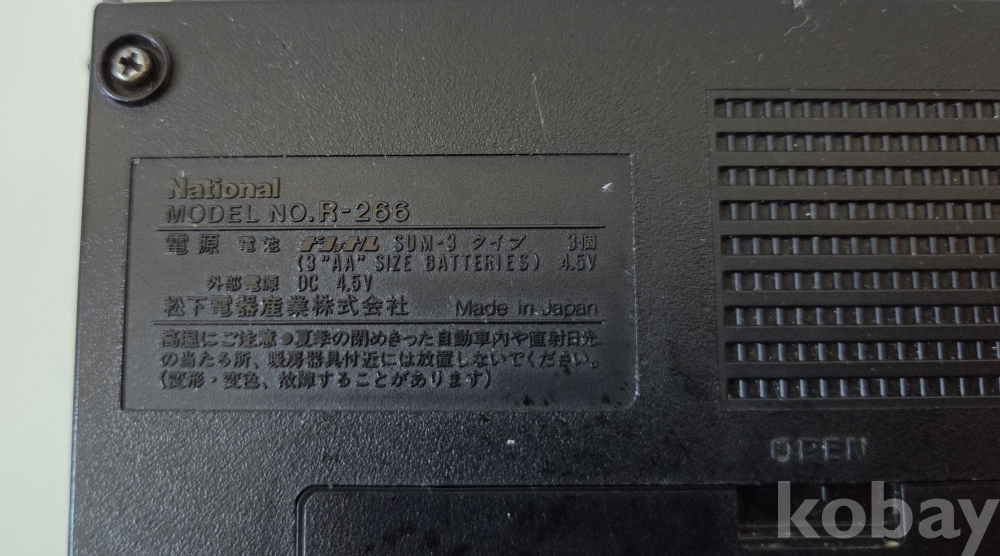 National
MODEL NO. R-266
電源 電池 ナショナル SUM-3 タイプ 3個
(3 "AA" SIZE BATTERIES) 4.5V
外部電源 DC 4.5V
松下電器産業株式会社 Made in Japan
高温にご注意●夏季の閉めきった自動車内や直射日光
の当たる所、暖房器具付近には放置しないでください。
(変形・変色、故障することがあります)
OPEN
kobay